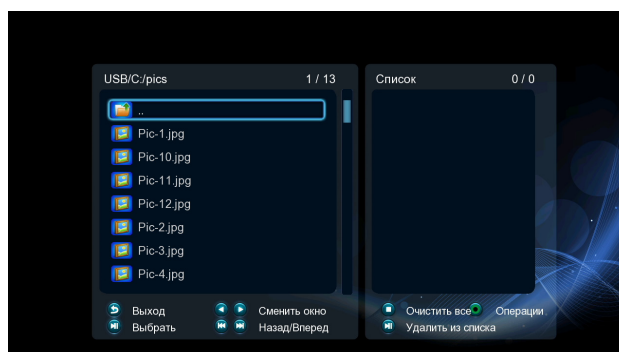 USB/C:/pics 1 / 13
..
Pic-1.jpg
Pic-10.jpg
Pic-11.jpg
Pic-12.jpg
Pic-2.jpg
Pic-3.jpg
Pic-4.jpg
Выход Сменить окно
Выбрать Назад/Вперед
Список 0 / 0
Очистить все Операции
Удалить из списка